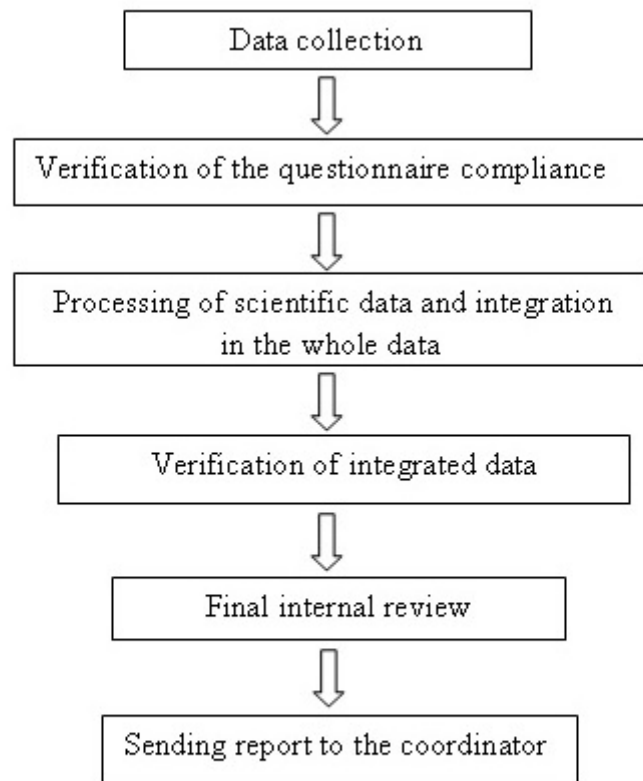 Data collection
Verification of the questionnaire compliance
Processing of scientific data and integration
in the whole data
Verification of integrated data
Final internal review
Sending report to the coordinator